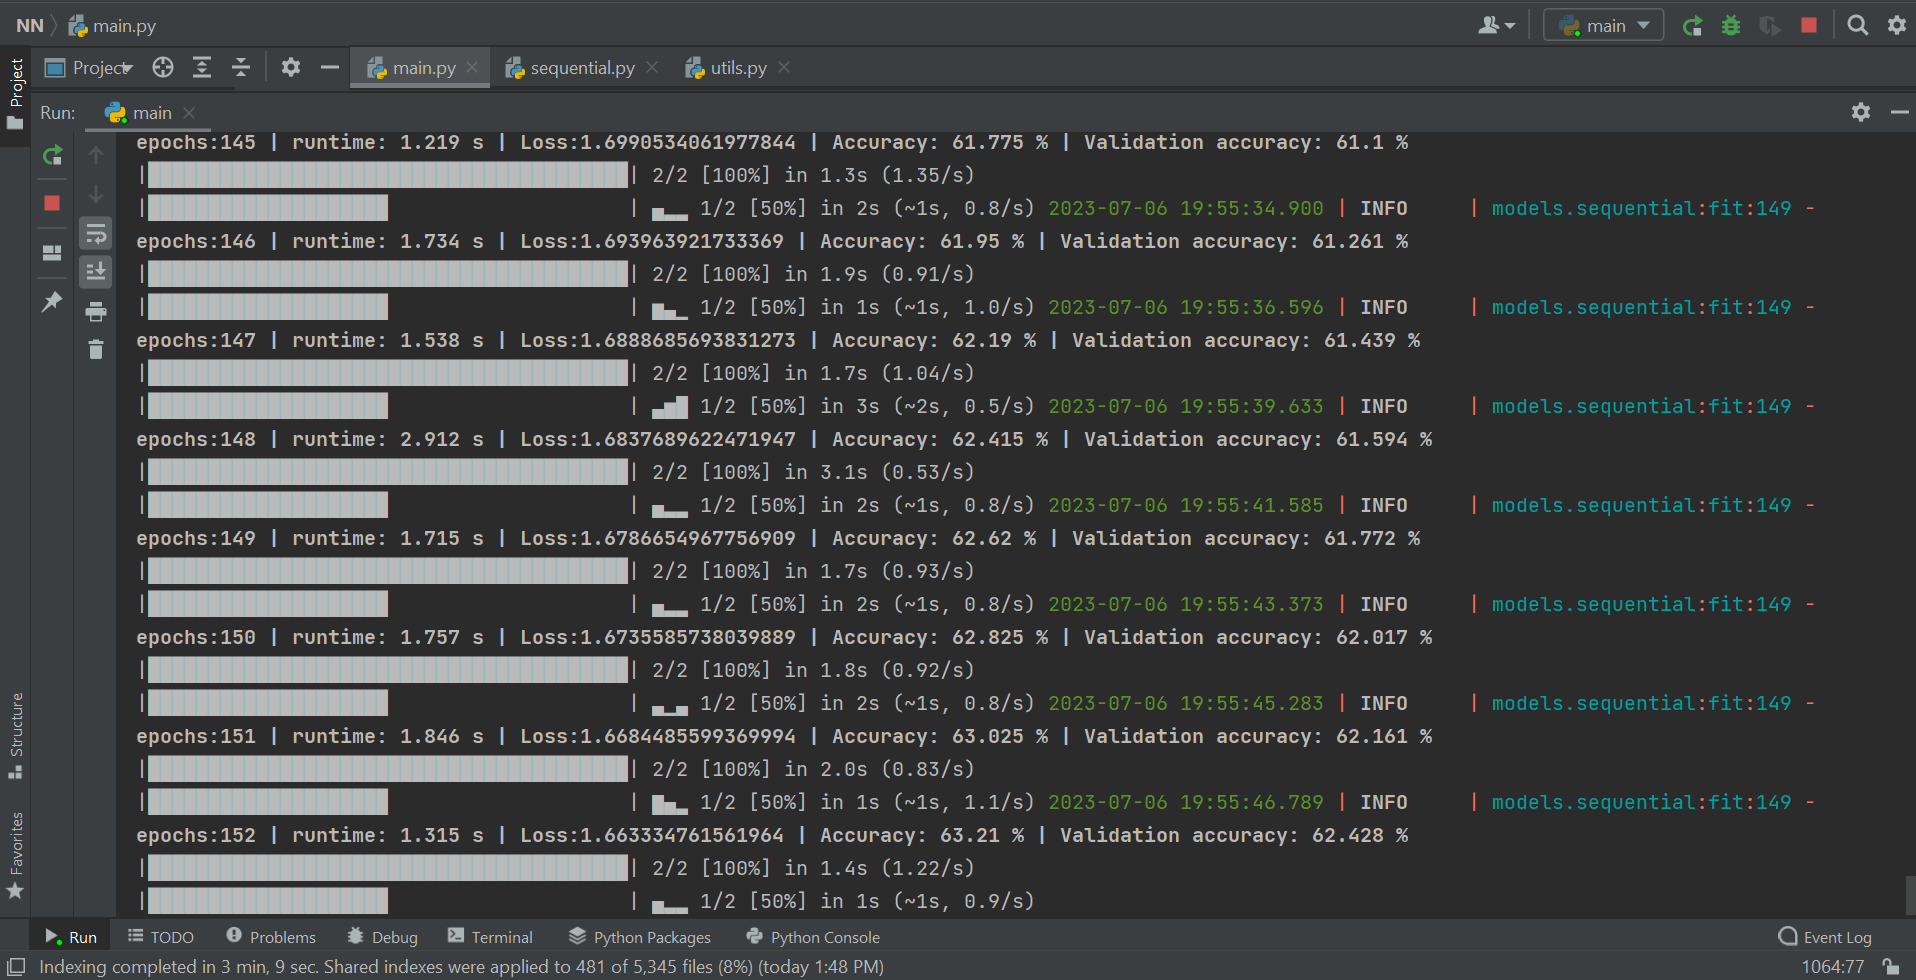 NN main.py main
Project main.py sequential.py utils.py
Project
Run: main
epochs:145 | runtime: 1.219 s | Loss:1.6990534061977844 | Accuracy: 61.775 % | Validation accuracy: 61.1 %
| | 2/2 [100%] in 1.3s (1.35/s)
| | 1/2 [50%] in 2s (~1s, 0.8/s) 2023-07-06 19:55:34.900 | INFO | models.sequential:fit:149 -
epochs:146 | runtime: 1.734 s | Loss:1.693963921733369 | Accuracy: 61.95 % | Validation accuracy: 61.261 %
| | 2/2 [100%] in 1.9s (0.91/s)
| | 1/2 [50%] in 1s (~1s, 1.0/s) 2023-07-06 19:55:36.596 | INFO | models.sequential:fit:149 -
epochs:147 | runtime: 1.538 s | Loss:1.6888685693831273 | Accuracy: 62.19 % | Validation accuracy: 61.439 %
| | 2/2 [100%] in 1.7s (1.04/s)
| | 1/2 [50%] in 3s (~2s, 0.5/s) 2023-07-06 19:55:39.633 | INFO | models.sequential:fit:149 -
epochs:148 | runtime: 2.912 s | Loss:1.6837689622471947 | Accuracy: 62.415 % | Validation accuracy: 61.594 %
| | 2/2 [100%] in 3.1s (0.53/s)
| | 1/2 [50%] in 2s (~1s, 0.8/s) 2023-07-06 19:55:41.585 | INFO | models.sequential:fit:149 -
epochs:149 | runtime: 1.715 s | Loss:1.6786654967756909 | Accuracy: 62.62 % | Validation accuracy: 61.772 %
| | 2/2 [100%] in 1.7s (0.93/s)
| | 1/2 [50%] in 2s (~1s, 0.8/s) 2023-07-06 19:55:43.373 | INFO | models.sequential:fit:149 -
epochs:150 | runtime: 1.757 s | Loss:1.6735585738039889 | Accuracy: 62.825 % | Validation accuracy: 62.017 %
| | 2/2 [100%] in 1.8s (0.92/s)
| | 1/2 [50%] in 2s (~1s, 0.8/s) 2023-07-06 19:55:45.283 | INFO | models.sequential:fit:149 -
epochs:151 | runtime: 1.846 s | Loss:1.6684485599369994 | Accuracy: 63.025 % | Validation accuracy: 62.161 %
| | 2/2 [100%] in 2.0s (0.83/s)
| | 1/2 [50%] in 1s (~1s, 1.1/s) 2023-07-06 19:55:46.789 | INFO | models.sequential:fit:149 -
epochs:152 | runtime: 1.315 s | Loss:1.663334761561964 | Accuracy: 63.21 % | Validation accuracy: 62.428 %
| | 2/2 [100%] in 1.4s (1.22/s)
| | 1/2 [50%] in 1s (~1s, 0.9/s)
Structure
Favorites
Run TODO Problems Debug Terminal Python Packages Python Console Event Log
Indexing completed in 3 min, 9 sec. Shared indexes were applied to 481 of 5,345 files (8%) (today 1:48 PM) 1064:77